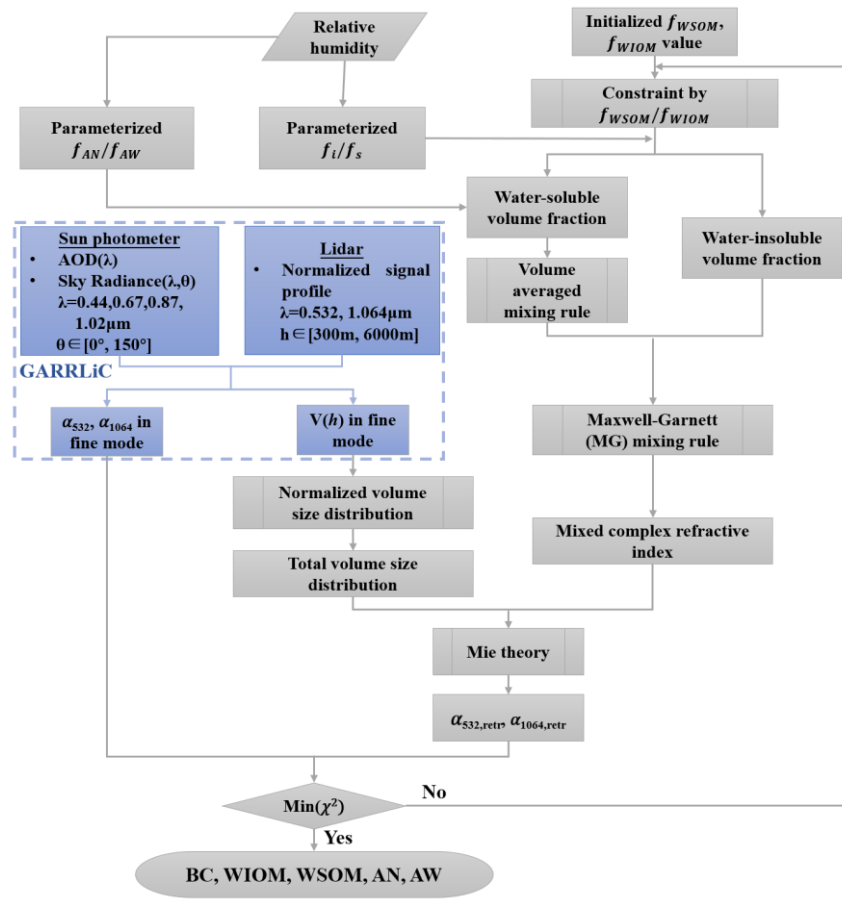 Relative
humidity
Initialized f_WSOM,
f_WIOM value
Parameterized
f_AN/f_AW
Parameterized
f_i/f_s
Constraint by
f_WSOM/f_WIOM
Water-soluble
volume fraction
Water-insoluble
volume fraction
Sun photometer
• AOD(λ)
• Sky Radiance(λ,θ)
λ=0.44,0.67,0.87,
1.02μm
θ∈[0°, 150°]
Lidar
• Normalized signal
profile
λ=0.532, 1.064μm
h∈[300m, 6000m]
Volume
averaged
mixing rule
GARRLiC
α532, α1064 in
fine mode
V(h) in fine
mode
Maxwell-Garnett
(MG) mixing rule
Normalized volume
size distribution
Mixed complex refractive
index
Total volume size
distribution
Mie theory
α532,retr, α1064,retr
Min(χ²)
No
Yes
BC, WIOM, WSOM, AN, AW